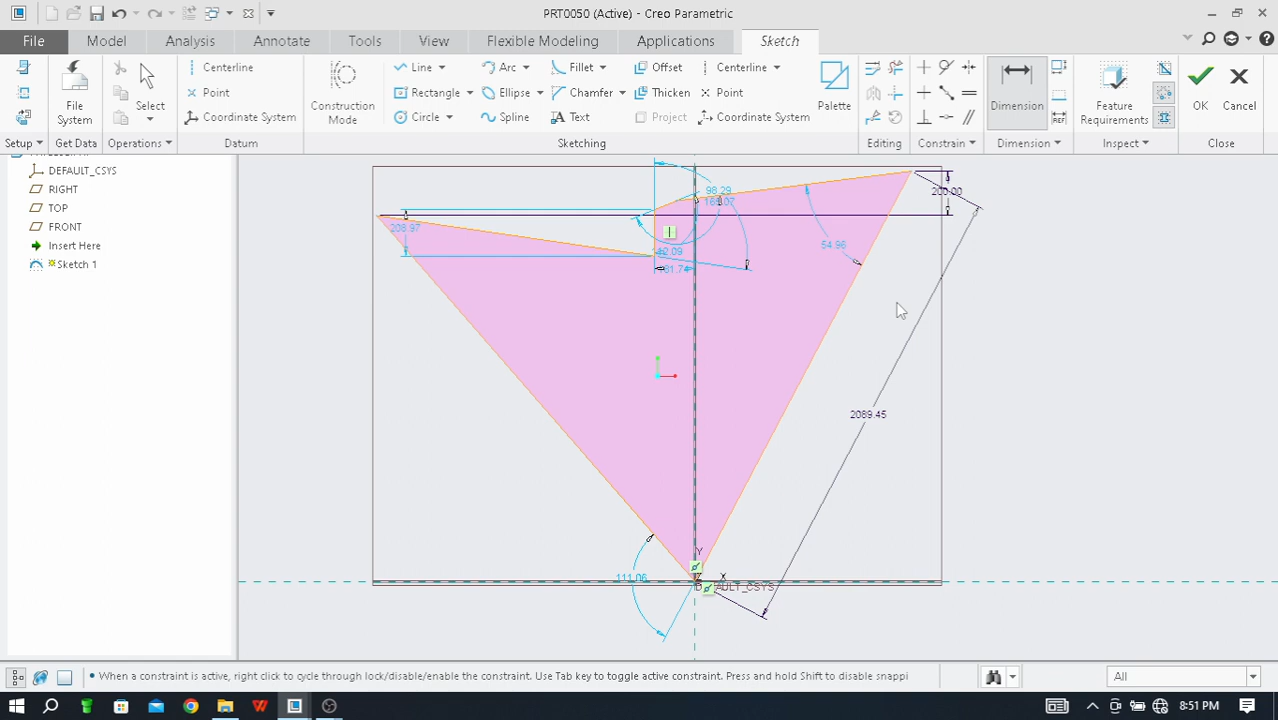 PRT0050 (Active) - Creo Parametric
File Model Analysis Annotate Tools View Flexible Modeling Applications Sketch
Setup
File System
Get Data
Select
Operations
Centerline
Point
Coordinate System
Datum
Construction Mode
Line Arc Fillet Offset Centerline
Rectangle Ellipse Chamfer Thicken Point
Circle Spline Text Project Coordinate System
Sketching
Palette
Editing
Constrain
Dimension
Dimension
Feature Requirements
Inspect
OK
Cancel
Close
DEFAULT_CSYS
RIGHT
TOP
FRONT
Insert Here
Sketch 1
98.29
200.00
208.97
54.96
2089.45
111.06
Y
X
AULT_CSYS
When a constraint is active, right click to cycle through lock/disable/enable the constraint. Use Tab key to toggle active constraint. Press and hold Shift to disable snappi
All
8:51 PM